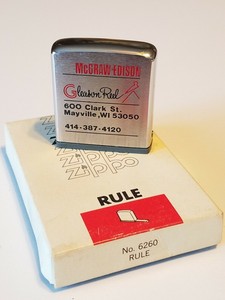 McGRAW-EDISON
Gleason Reel
600 Clark St.
Mayville, WI 53050
414-387-4120
zippo
zippo
RULE
No. 6260
RULE